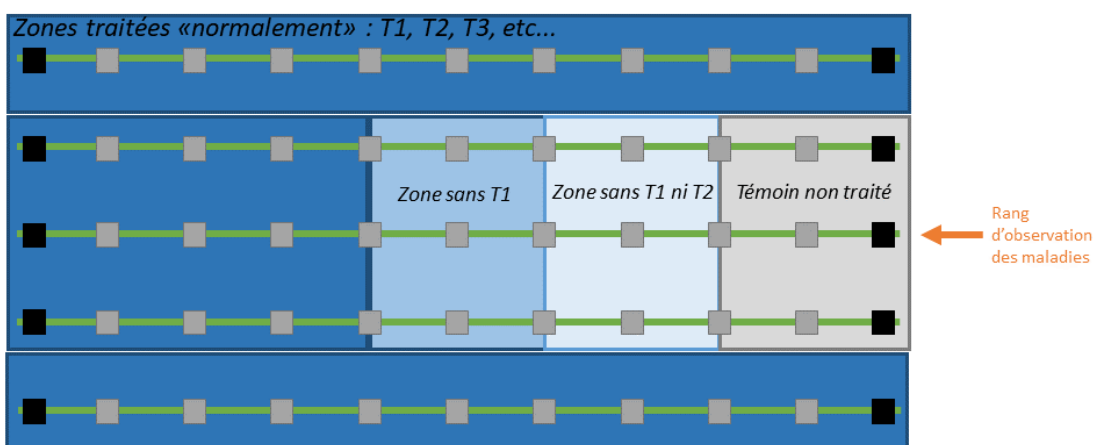 Zones traitées «normalement» : T1, T2, T3, etc...
Zone sans T1
Zone sans T1 ni T2
Témoin non traité
Rang
d'observation
des maladies